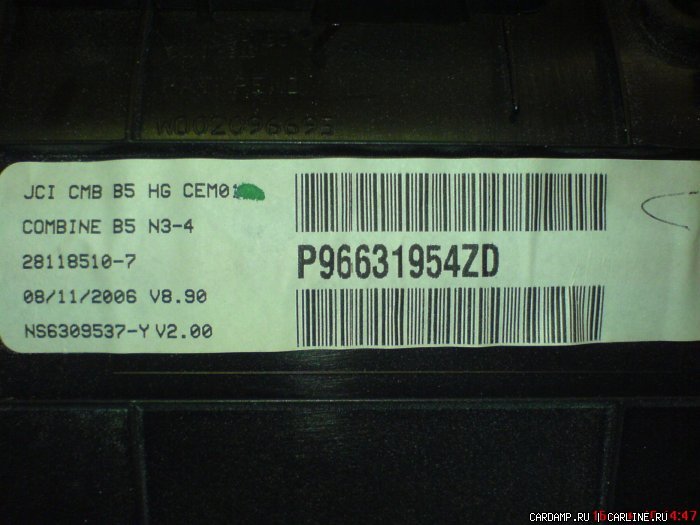 W002096695
JCI CMB B5 HG CEM01
COMBINE B5 N3-4
28118510-7
08/11/2006 V8.90
NS6309537-Y V2.00
P96631954ZD
CARDAMP.RU | CARLINE.RU